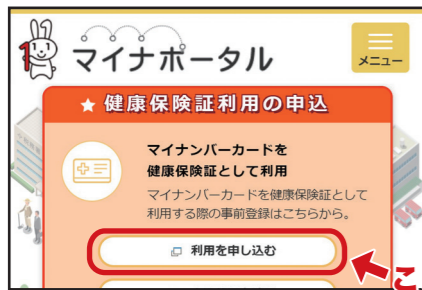 マイナポータル
メニュー
★ 健康保険証利用の申込
マイナンバーカードを
健康保険証として利用
マイナンバーカードを健康保険証として
利用する際の事前登録はこちらから。
利用を申し込む
こ